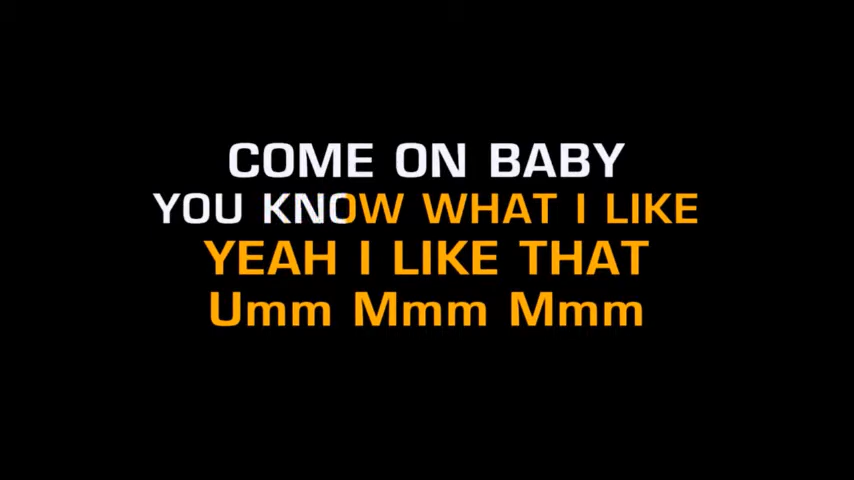 COME ON BABY
YOU KNOW WHAT I LIKE
YEAH I LIKE THAT
Umm Mmm Mmm